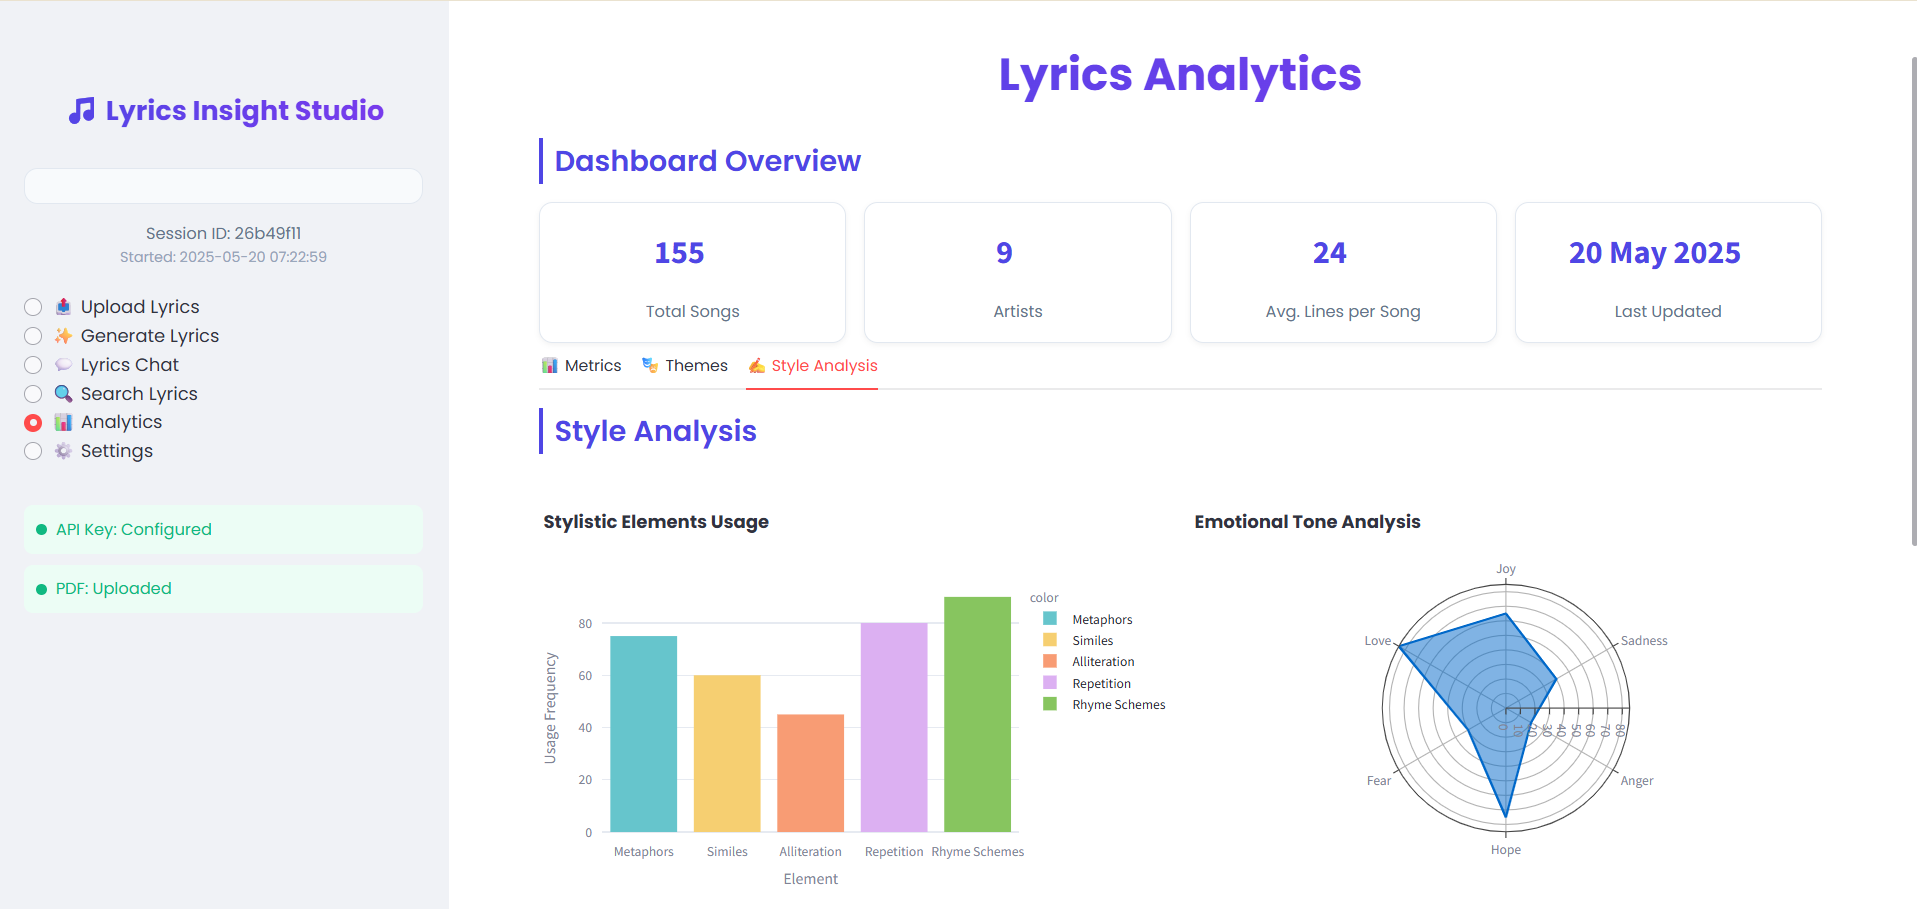 Lyrics Insight Studio
Session ID: 26b49f11
Started: 2025-05-20 07:22:59
Upload Lyrics
Generate Lyrics
Lyrics Chat
Search Lyrics
Analytics
Settings
API Key: Configured
PDF: Uploaded
Lyrics Analytics
Dashboard Overview
155
Total Songs
9
Artists
24
Avg. Lines per Song
20 May 2025
Last Updated
Metrics Themes Style Analysis
Style Analysis
Stylistic Elements Usage
Usage Frequency
80
60
40
20
0
Metaphors Similes Alliteration Repetition Rhyme Schemes
Element
color
Metaphors
Similes
Alliteration
Repetition
Rhyme Schemes
Emotional Tone Analysis
Joy
Love Sadness
0 10 20 30 40 50 60 70 80
Fear Anger
Hope